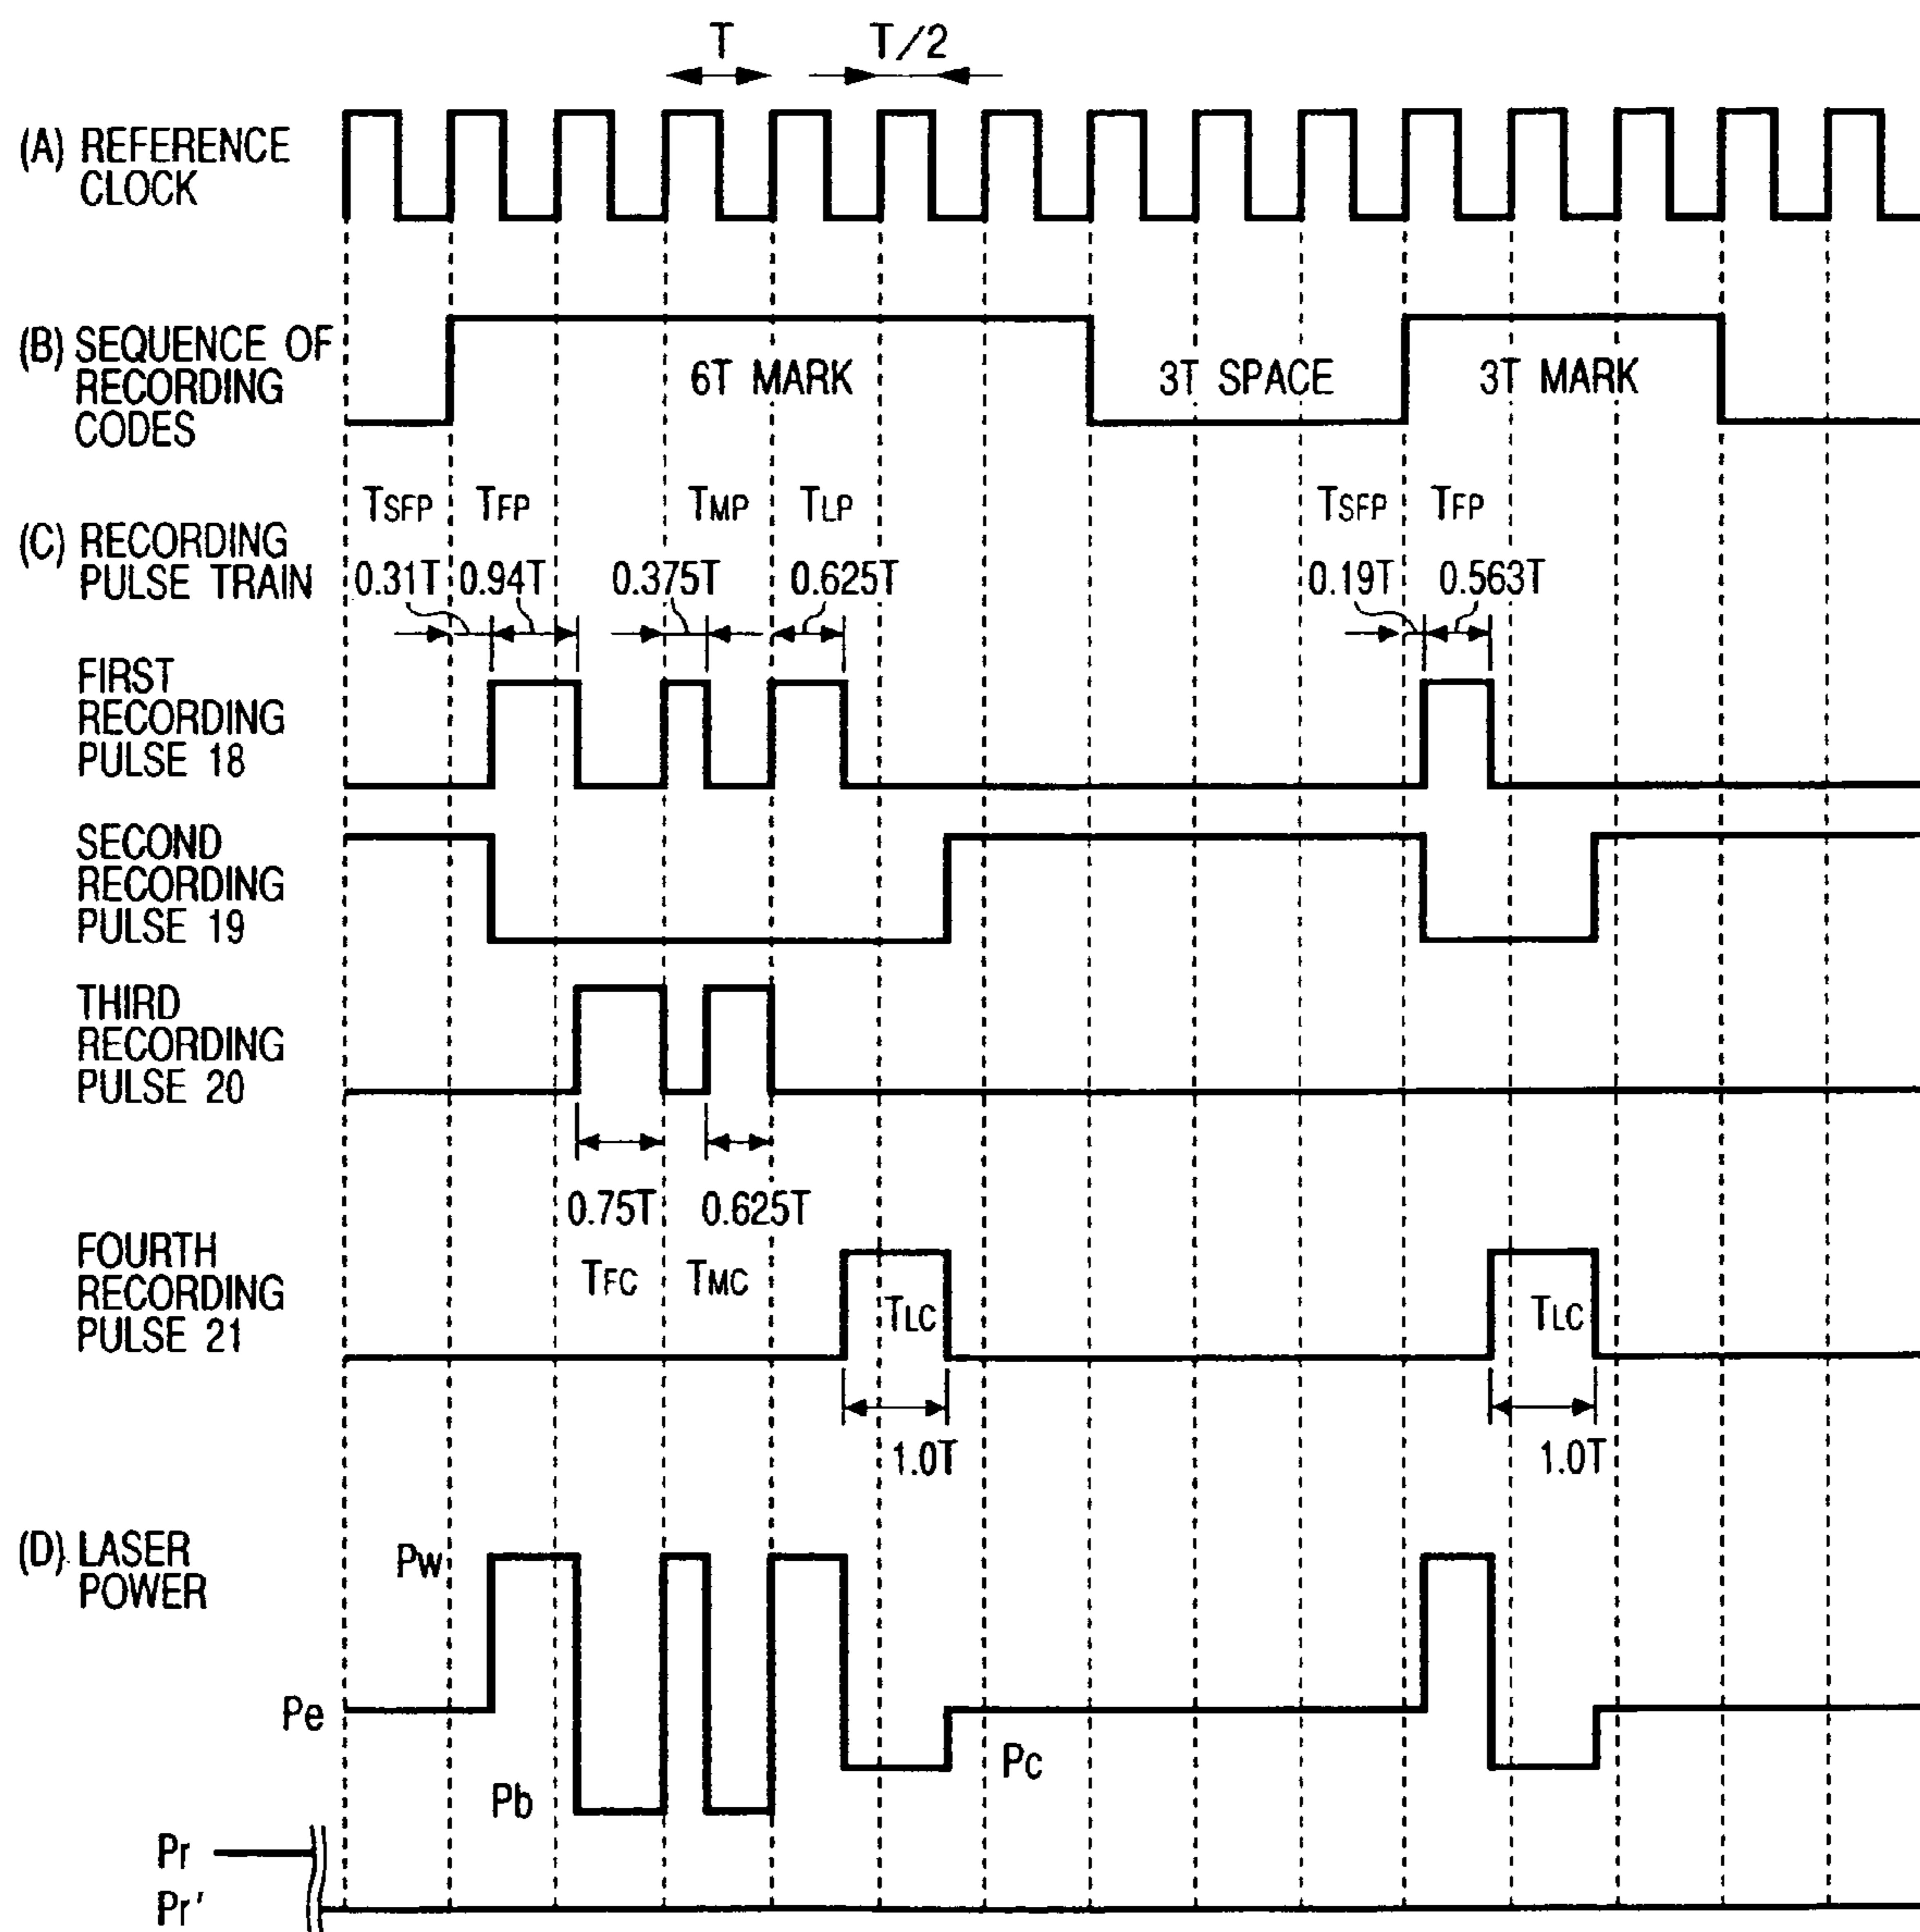 T T/2
(A) REFERENCE
CLOCK
(B) SEQUENCE OF
RECORDING
CODES
6T MARK 3T SPACE 3T MARK
TSFP TFP TMP TLP TSFP TFP
(C) RECORDING
PULSE TRAIN
0.31T 0.94T 0.375T 0.625T 0.19T 0.563T
FIRST
RECORDING
PULSE 18
SECOND
RECORDING
PULSE 19
THIRD
RECORDING
PULSE 20
0.75T 0.625T
FOURTH
RECORDING
PULSE 21
TFC TMC TLC TLC
1.0T 1.0T
(D) LASER
POWER
Pw
Pe
Pb
Pc
Pr
Pr'